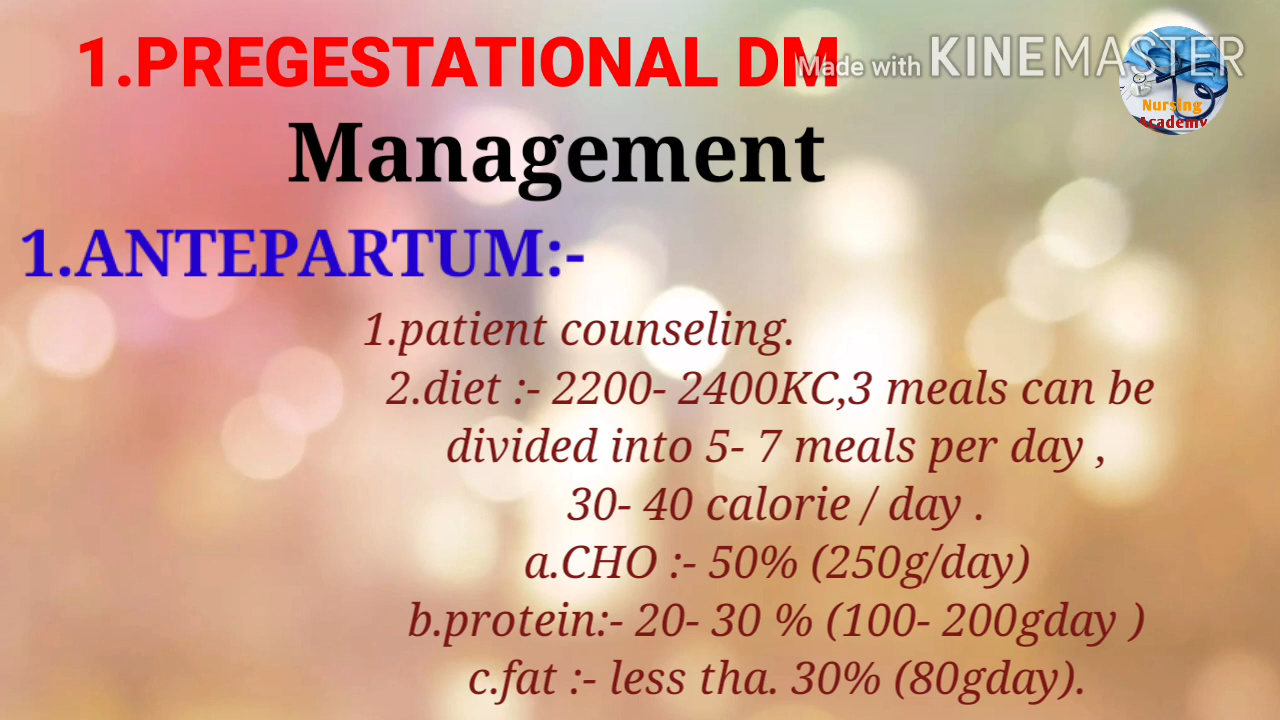 1.PREGESTATIONAL DM
Made with KINEMASTER
Nursing
Academy
Management
1.ANTEPARTUM:-
1.patient counseling.
2.diet :- 2200- 2400KC,3 meals can be
divided into 5- 7 meals per day ,
30- 40 calorie / day .
a.CHO :- 50% (250g/day)
b.protein:- 20- 30 % (100- 200gday )
c.fat :- less tha. 30% (80gday).